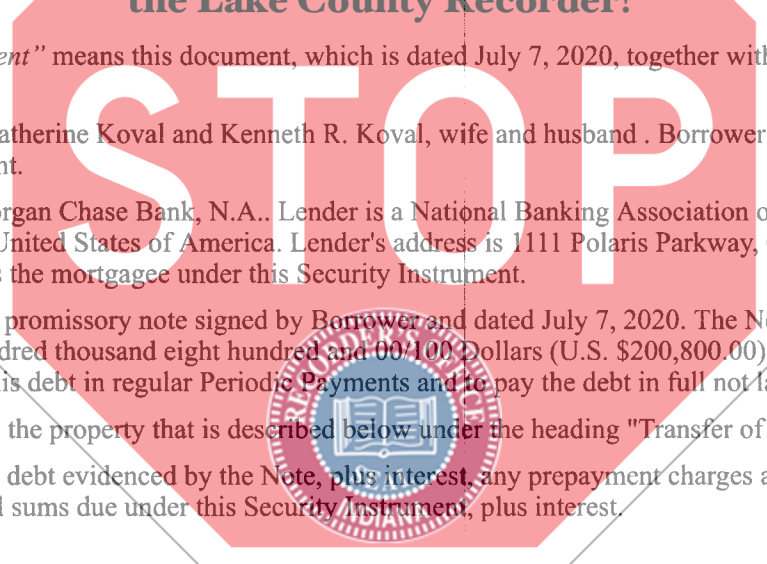 the Lake County Recorder!
ent" means this document, which is dated July 7, 2020, together with
STOP
atherine Koval and Kenneth R. Koval, wife and husband . Borrower
nt.
organ Chase Bank, N.A.. Lender is a National Banking Association o
United States of America. Lender's address is 1111 Polaris Parkway,
s the mortgagee under this Security Instrument.
promissory note signed by Borrower and dated July 7, 2020. The No
dred thousand eight hundred and 00/100 Dollars (U.S. $200,800.00)
is debt in regular Periodic Payments and to pay the debt in full not la
the property that is described below under the heading "Transfer of
debt evidenced by the Note, plus interest, any prepayment charges a
l sums due under this Security Instrument, plus interest.
RECORDER'S OFFICE
INDIANA